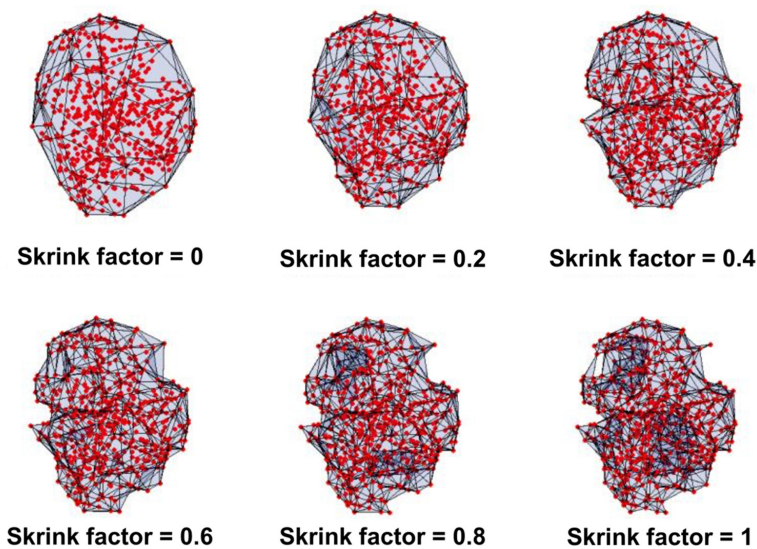 Skrink factor = 0
Skrink factor = 0.2
Skrink factor = 0.4
Skrink factor = 0.6
Skrink factor = 0.8
Skrink factor = 1